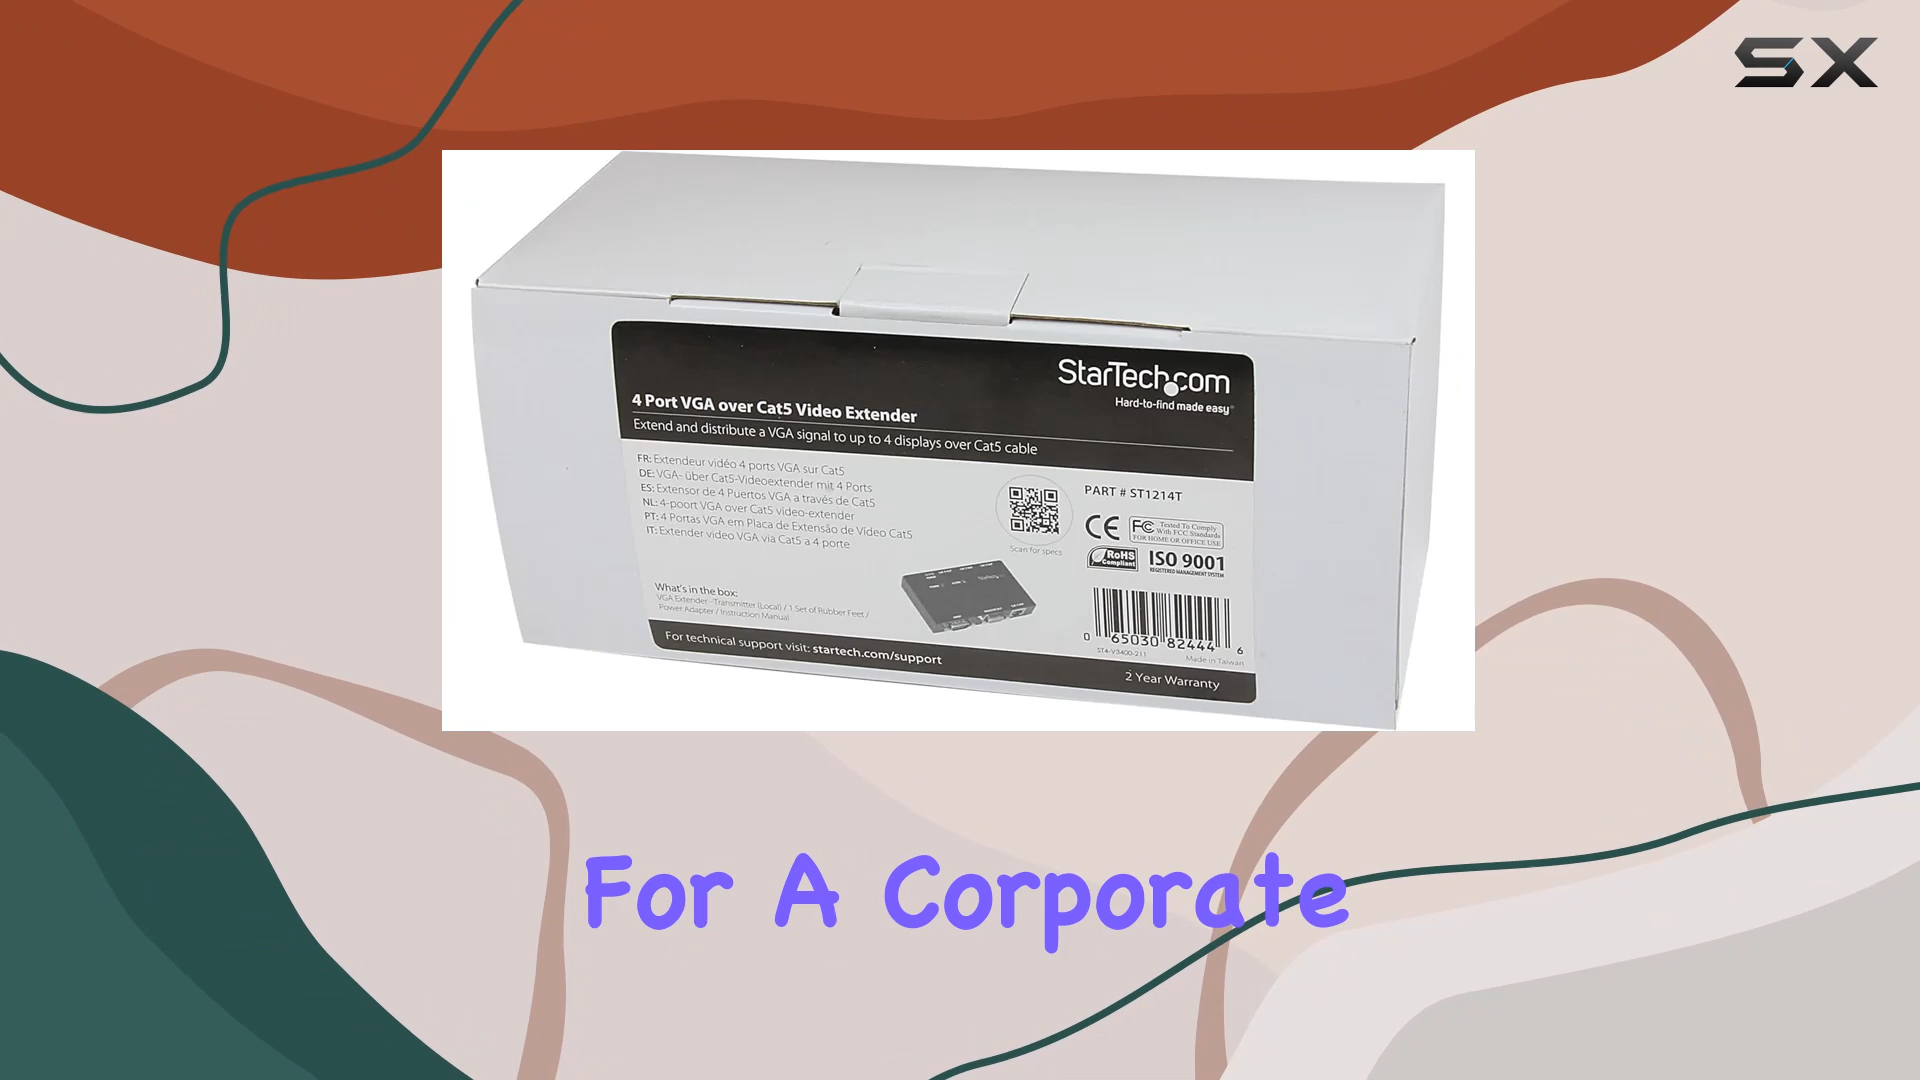 SX
StarTech.com
Hard-to-find made easy®
4 Port VGA over Cat5 Video Extender
Extend and distribute a VGA signal to up to 4 displays over Cat5 cable
FR: Extendeur vidéo 4 ports VGA sur Cat5
DE: VGA- über Cat5-Videoextender mit 4 Ports
ES: Extensor de 4 Puertos VGA a través de Cat5
NL: 4-poort VGA over Cat5 video-extender
PT: 4 Portas VGA em Placa de Extensão de Vídeo Cat5
IT: Extender video VGA via Cat5 a 4 porte
Scan for specs
PART # ST1214T
CE
FC Tested To Comply
With FCC Standards
FOR HOME OR OFFICE USE
RoHS
Compliant
ISO 9001
REGISTERED MANAGEMENT SYSTEM
What's in the box:
VGA Extender - Transmitter (Local) / 1 Set of Rubber Feet /
Power Adapter / Instruction Manual
0 65030 82444 6
ST4-V3400-211
Made in Taiwan
For technical support visit: startech.com/support
2 Year Warranty
For A Corporate